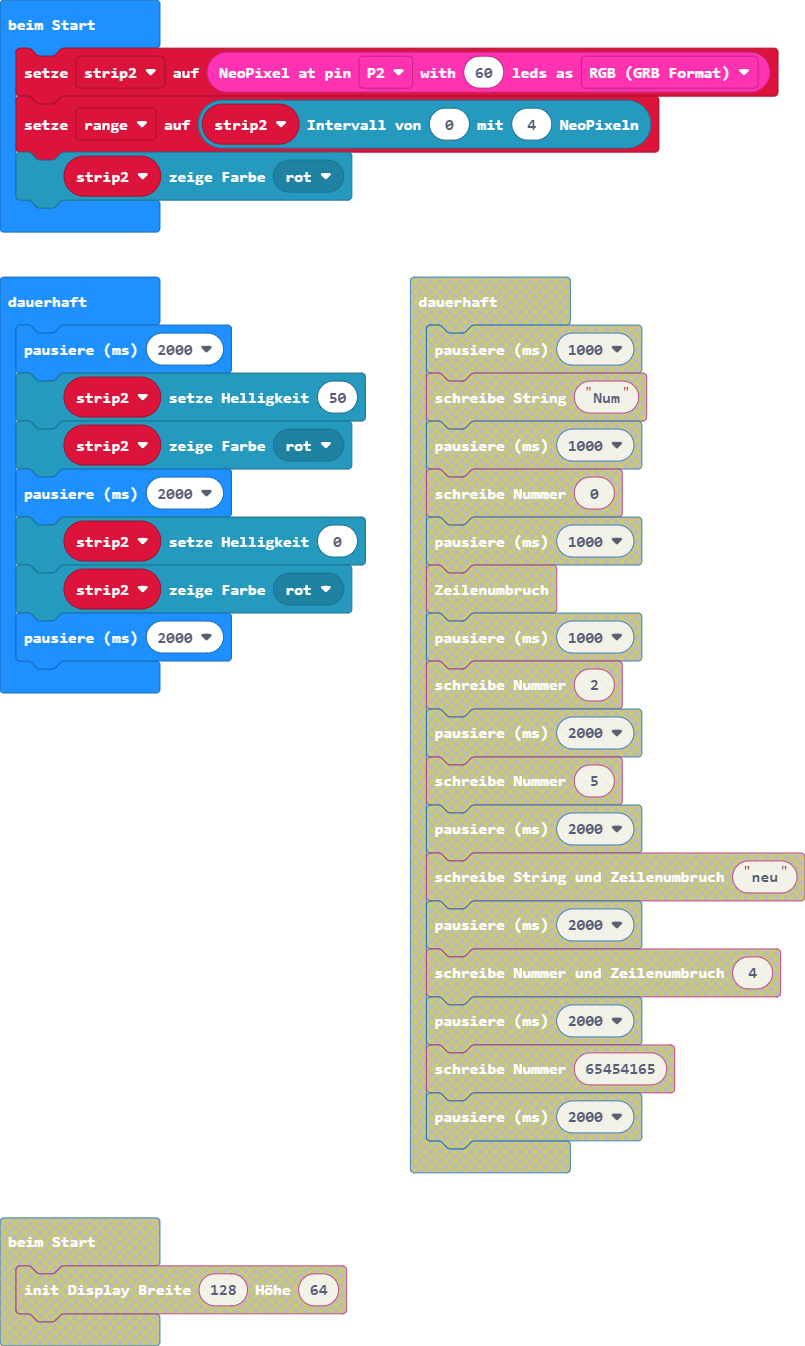 beim Start
setze strip2 auf NeoPixel at pin P2 with 60 leds as RGB (GRB Format)
setze range auf strip2 Intervall von 0 mit 4 NeoPixeln
strip2 zeige Farbe rot
dauerhaft
pausiere (ms) 2000
strip2 setze Helligkeit 50
strip2 zeige Farbe rot
pausiere (ms) 2000
strip2 setze Helligkeit 0
strip2 zeige Farbe rot
pausiere (ms) 2000
dauerhaft
pausiere (ms) 1000
schreibe String "Num"
pausiere (ms) 1000
schreibe Nummer 0
pausiere (ms) 1000
Zeilenumbruch
pausiere (ms) 1000
schreibe Nummer 2
pausiere (ms) 2000
schreibe Nummer 5
pausiere (ms) 2000
schreibe String und Zeilenumbruch "neu"
pausiere (ms) 2000
schreibe Nummer und Zeilenumbruch 4
pausiere (ms) 2000
schreibe Nummer 65454165
pausiere (ms) 2000
beim Start
init Display Breite 128 Höhe 64